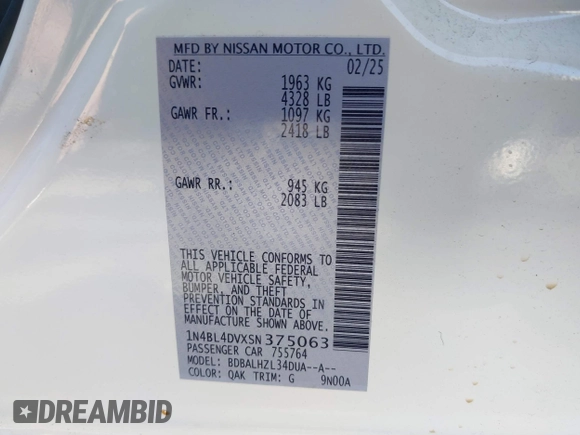 MFD BY NISSAN MOTOR CO., LTD.
DATE: 02/25
GVWR: 1963 KG
4328 LB
GAWR FR.: 1097 KG
2418 LB
GAWR RR.: 945 KG
2083 LB
THIS VEHICLE CONFORMS TO
ALL APPLICABLE FEDERAL
MOTOR VEHICLE SAFETY,
BUMPER, AND THEFT
PREVENTION STANDARDS IN
EFFECT ON THE DATE OF
MANUFACTURE SHOWN ABOVE.
1N4BL4DVXSN375063
PASSENGER CAR 755764
MODEL: BDBALHZL34DUA--A--
COLOR: QAK TRIM: G 9N00A
DREAMBID